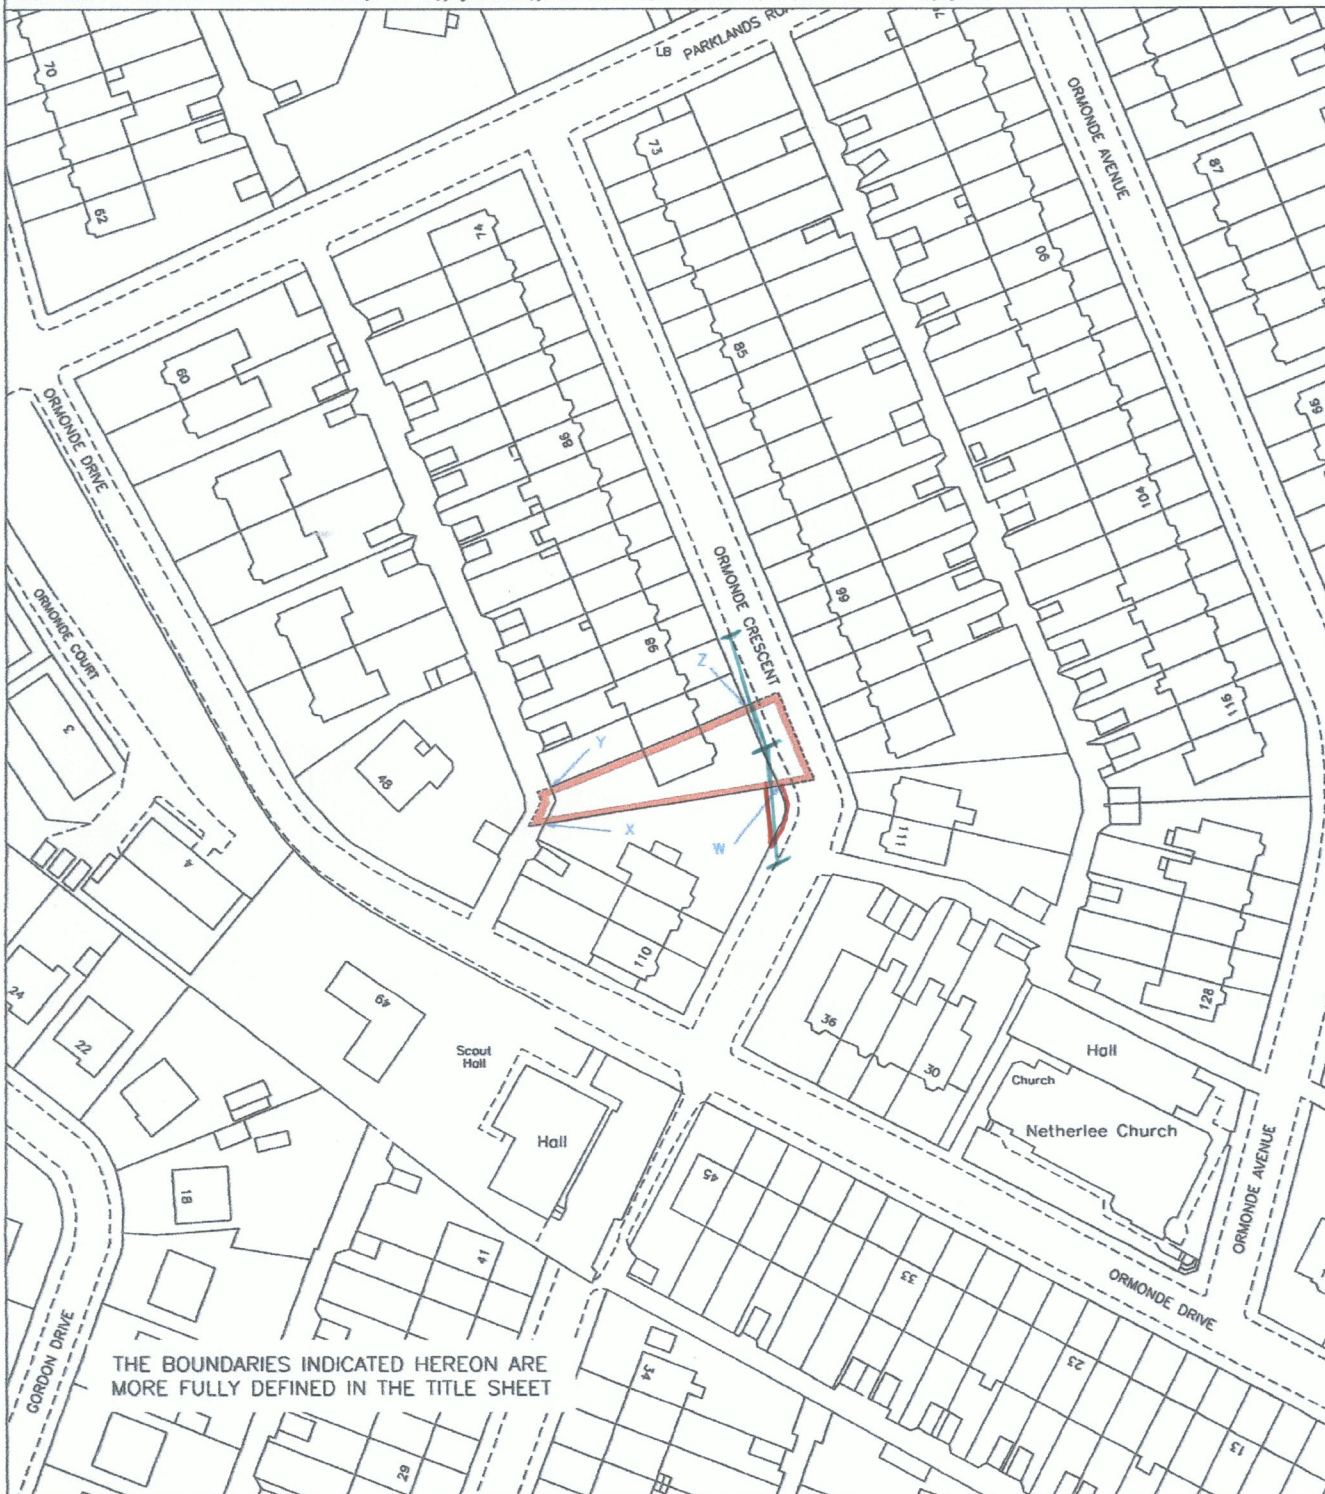 LB
PARKLANDS
ORMONDE AVENUE
70
73
87
62
74
90
60
85
99
ORMONDE DRIVE
86
ORMONDE CRESCENT
104
99
ORMONDE COURT
98
Z
116
3
48
Y
X
W
111
4
110
128
24
49
36
22
Scout
Hall
30
Hall
Church
Netherlee Church
Hall
45
18
41
33
ORMONDE AVENUE
ORMONDE DRIVE
GORDON DRIVE
34
23
THE BOUNDARIES INDICATED HEREON ARE
MORE FULLY DEFINED IN THE TITLE SHEET
29
13